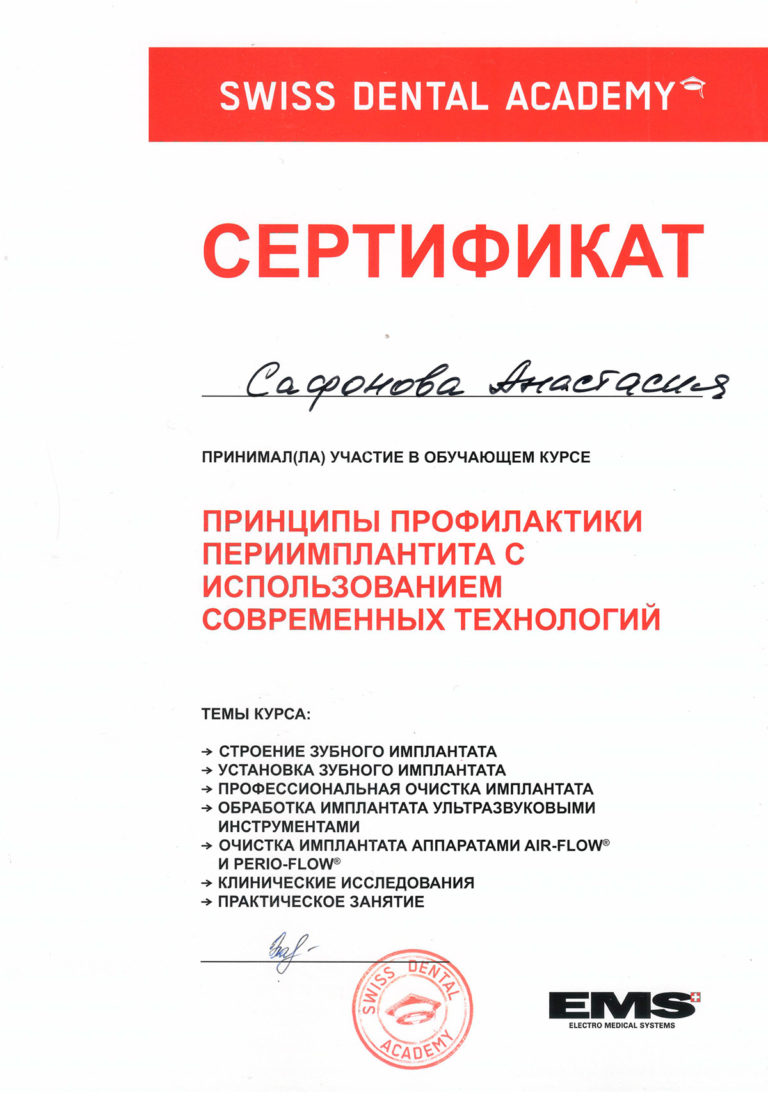 SWISS DENTAL ACADEMY
СЕРТИФИКАТ
Сафонова Анастасия
ПРИНИМАЛ(ЛА) УЧАСТИЕ В ОБУЧАЮЩЕМ КУРСЕ
ПРИНЦИПЫ ПРОФИЛАКТИКИ
ПЕРИИМПЛАНТИТА С
ИСПОЛЬЗОВАНИЕМ
СОВРЕМЕННЫХ ТЕХНОЛОГИЙ
ТЕМЫ КУРСА:
→ СТРОЕНИЕ ЗУБНОГО ИМПЛАНТАТА
→ УСТАНОВКА ЗУБНОГО ИМПЛАНТАТА
→ ПРОФЕССИОНАЛЬНАЯ ОЧИСТКА ИМПЛАНТАТА
→ ОБРАБОТКА ИМПЛАНТАТА УЛЬТРАЗВУКОВЫМИ
ИНСТРУМЕНТАМИ
→ ОЧИСТКА ИМПЛАНТАТА АППАРАТАМИ AIR-FLOW®
И PERIO-FLOW®
→ КЛИНИЧЕСКИЕ ИССЛЕДОВАНИЯ
→ ПРАКТИЧЕСКОЕ ЗАНЯТИЕ
SWISS DENTAL
ACADEMY
EMS
ELECTRO MEDICAL SYSTEMS